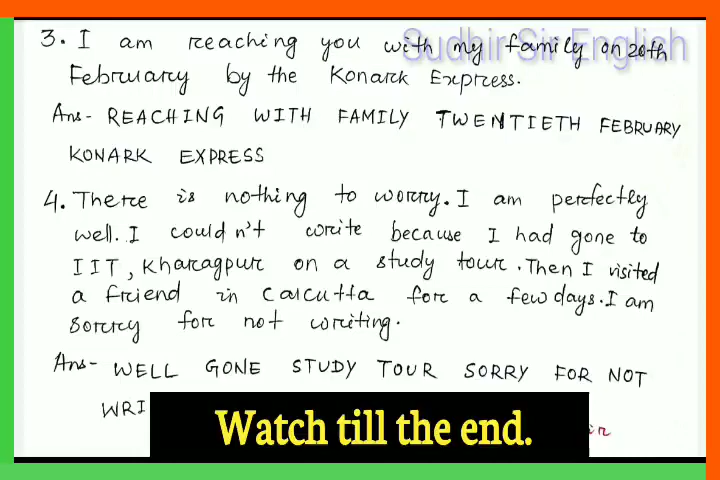 Sudhir Sir English
3. I am reaching you with my family on 20th
February by the Konark Express.
Ans- REACHING WITH FAMILY TWENTIETH FEBRUARY
KONARK EXPRESS
4. There is nothing to worry. I am perfectly
well. I couldn't write because I had gone to
IIT, Kharagpur on a study tour. Then I visited
a friend in Calcutta for a few days. I am
sorry for not writing.
Ans- WELL GONE STUDY TOUR SORRY FOR NOT
WRI
Watch till the end.